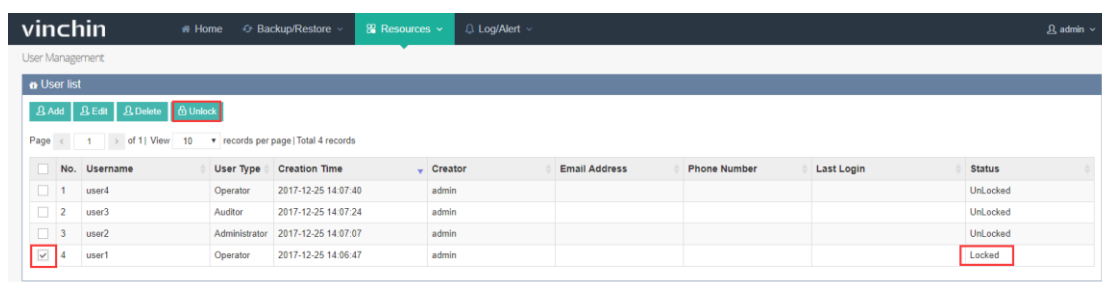 vinchin Home Backup/Restore Resources Log/Alert admin
User Management
User list
Add Edit Delete Unlock
Page 1 of 1| View 10 records per page|Total 4 records
No. Username User Type Creation Time Creator Email Address Phone Number Last Login Status
1 user4 Operator 2017-12-25 14:07:40 admin UnLocked
2 user3 Auditor 2017-12-25 14:07:24 admin UnLocked
3 user2 Administrator 2017-12-25 14:07:07 admin UnLocked
4 user1 Operator 2017-12-25 14:06:47 admin Locked